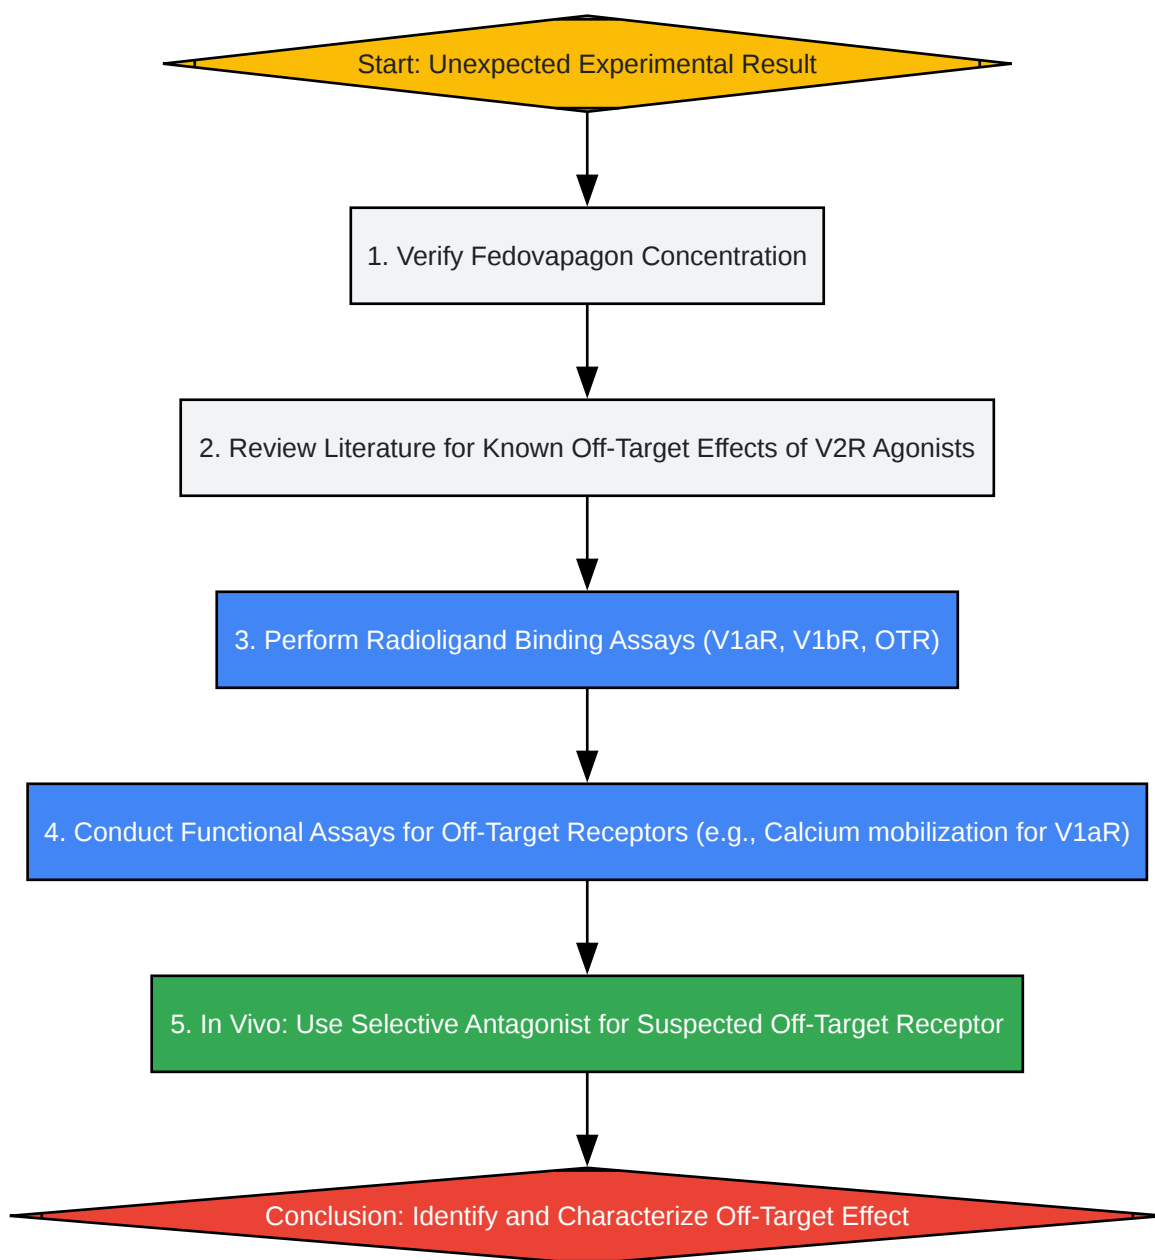 Start: Unexpected Experimental Result
1. Verify Fedovapagon Concentration
2. Review Literature for Known Off-Target Effects of V2R Agonists
3. Perform Radioligand Binding Assays (V1aR, V1bR, OTR)
4. Conduct Functional Assays for Off-Target Receptors (e.g., Calcium mobilization for V1aR)
5. In Vivo: Use Selective Antagonist for Suspected Off-Target Receptor
Conclusion: Identify and Characterize Off-Target Effect